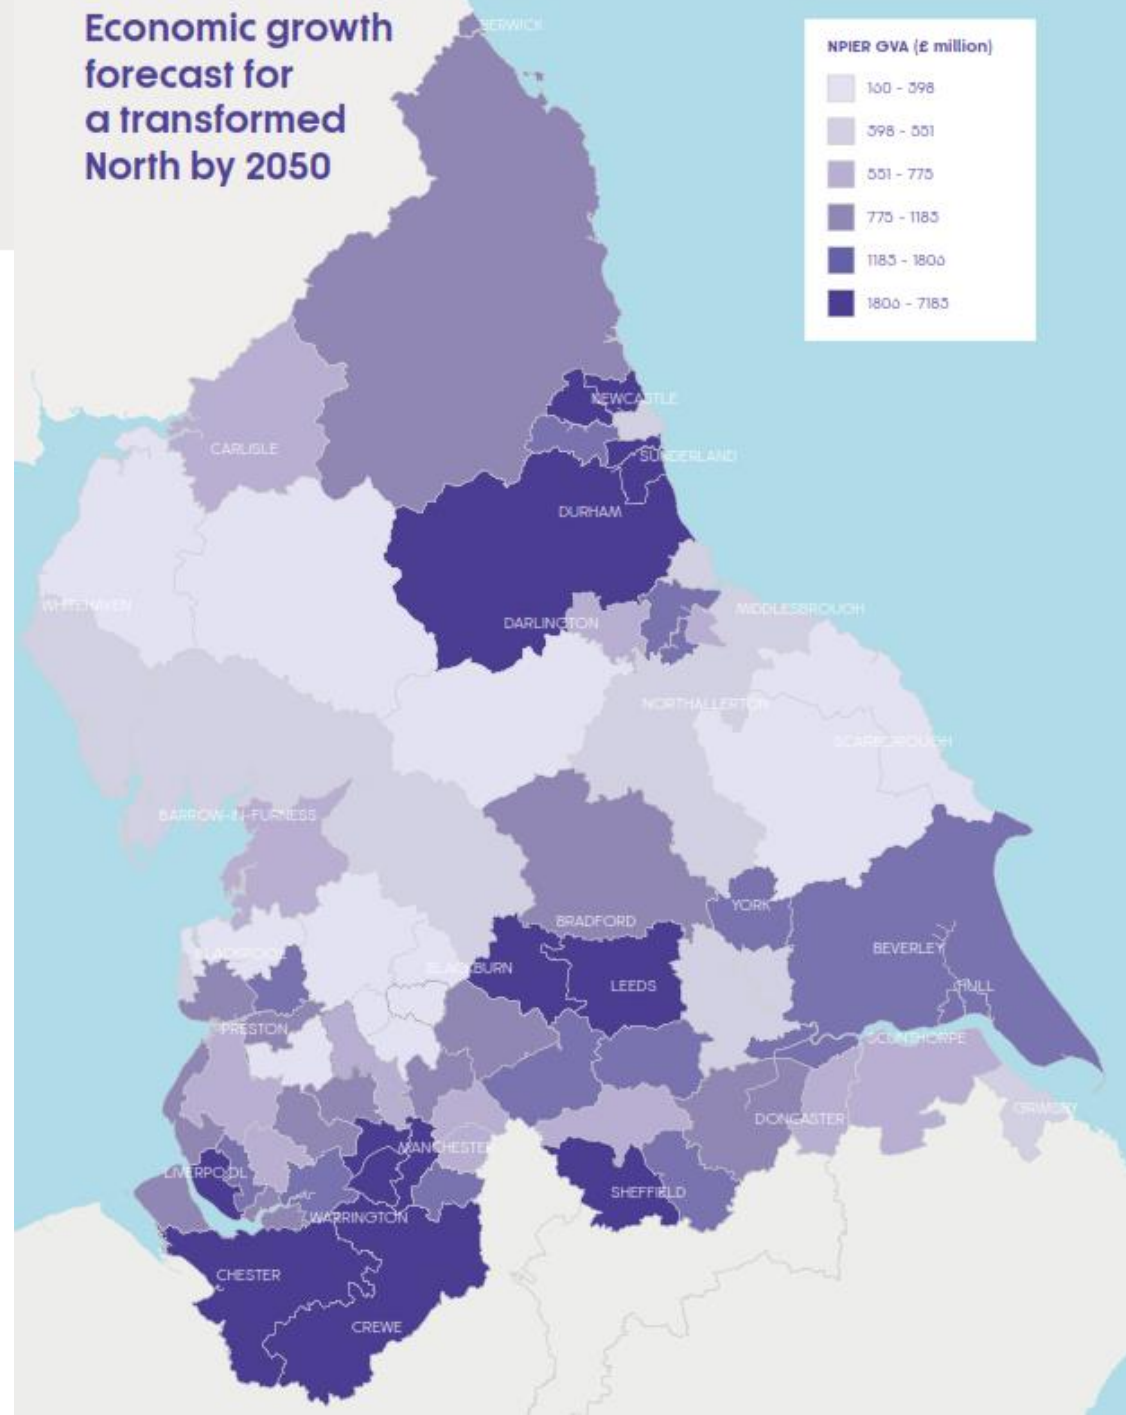 Economic growth
forecast for
a transformed
North by 2050
NPIER GVA (£ million)
160 - 398
398 - 551
551 - 775
775 - 1183
1183 - 1806
1806 - 7183
BERWICK
NEWCASTLE
CARLISLE
SUNDERLAND
DURHAM
WHITEHAVEN
MIDDLESBROUGH
DARLINGTON
NORTHALLERTON
SCARBOROUGH
BARROW-IN-FURNESS
YORK
BRADFORD
BEVERLEY
BLACKPOOL
BLACKBURN
LEEDS
HULL
PRESTON
SCUNTHORPE
GRIMSBY
DONCASTER
MANCHESTER
LIVERPOOL
SHEFFIELD
WARRINGTON
CHESTER
CREWE